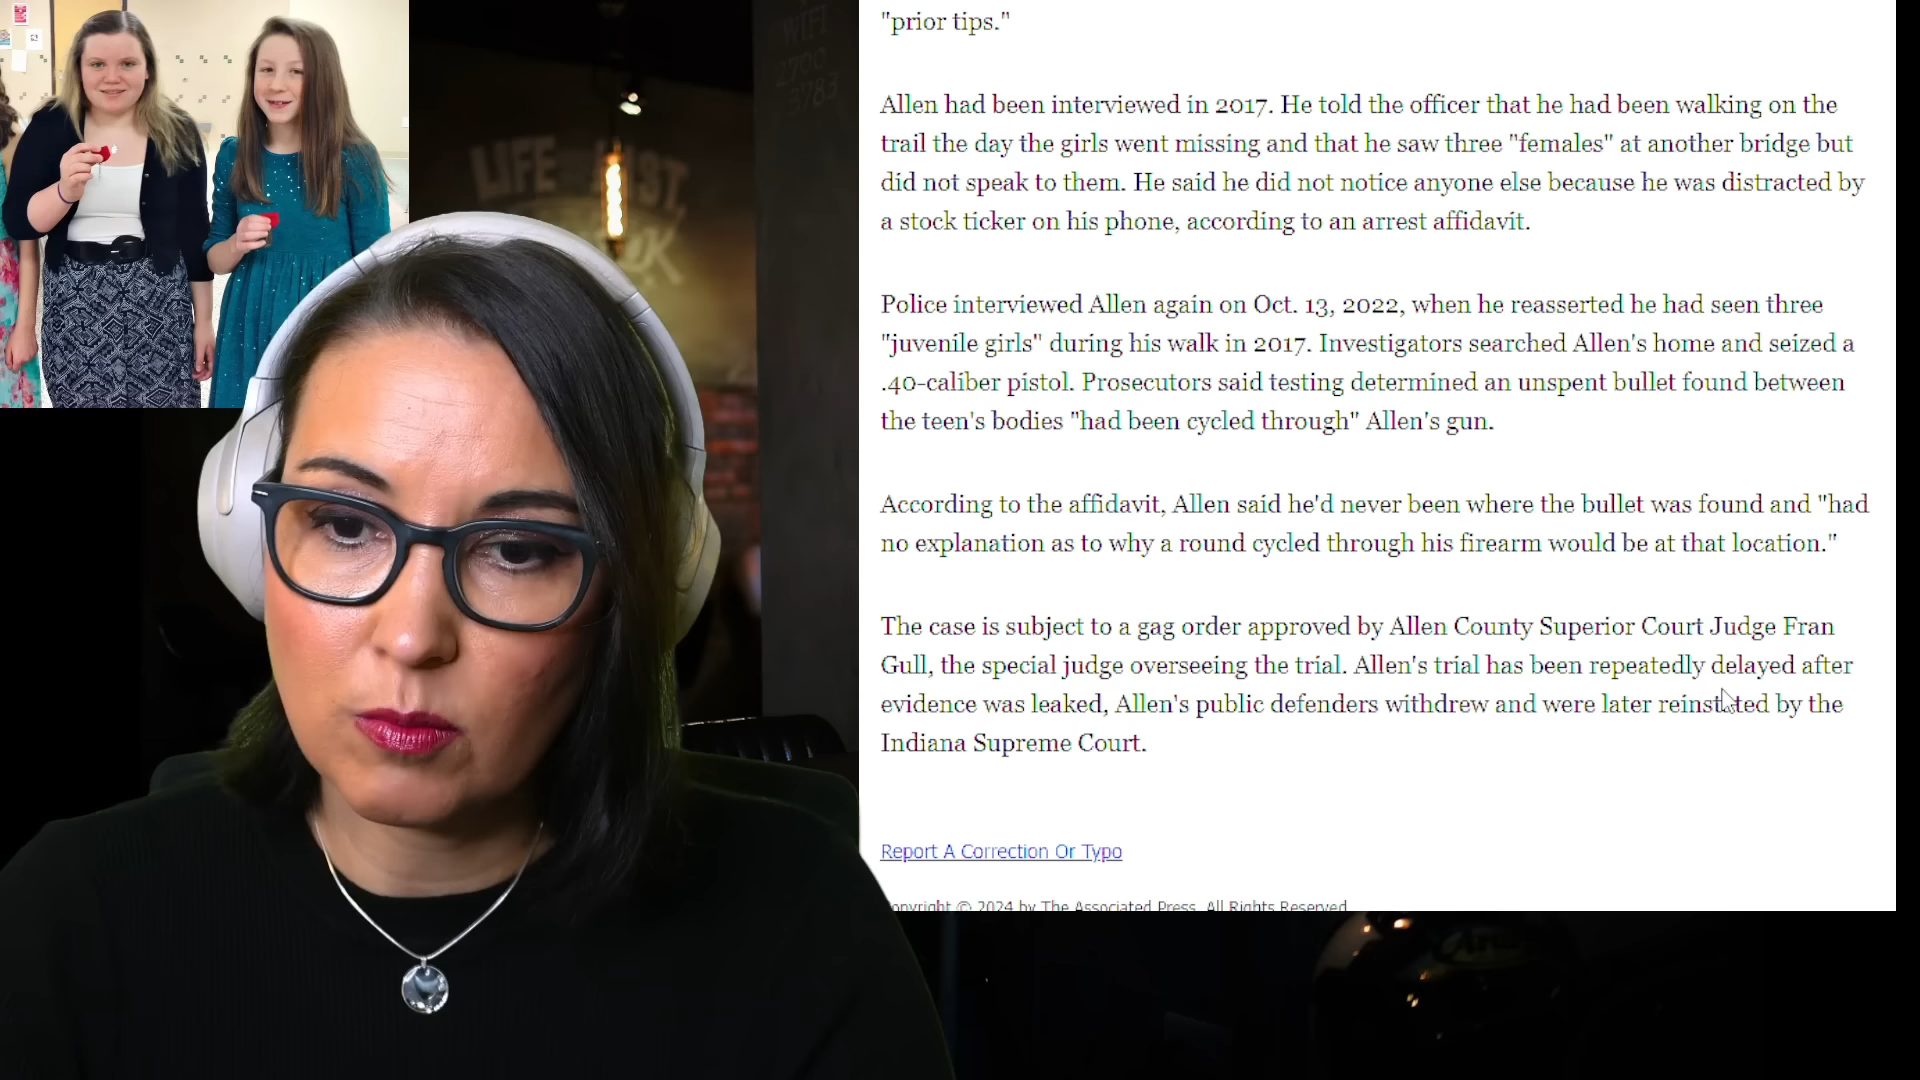 "prior tips."
Allen had been interviewed in 2017. He told the officer that he had been walking on the
trail the day the girls went missing and that he saw three "females" at another bridge but
did not speak to them. He said he did not notice anyone else because he was distracted by
a stock ticker on his phone, according to an arrest affidavit.
Police interviewed Allen again on Oct. 13, 2022, when he reasserted he had seen three
"juvenile girls" during his walk in 2017. Investigators searched Allen's home and seized a
.40-caliber pistol. Prosecutors said testing determined an unspent bullet found between
the teen's bodies "had been cycled through" Allen's gun.
According to the affidavit, Allen said he'd never been where the bullet was found and "had
no explanation as to why a round cycled through his firearm would be at that location."
The case is subject to a gag order approved by Allen County Superior Court Judge Fran
Gull, the special judge overseeing the trial. Allen's trial has been repeatedly delayed after
evidence was leaked, Allen's public defenders withdrew and were later reinstated by the
Indiana Supreme Court.
Report A Correction Or Typo
Copyright © 2024 by The Associated Press. All Rights Reserved.
WIFI
2700
3783
LIFE